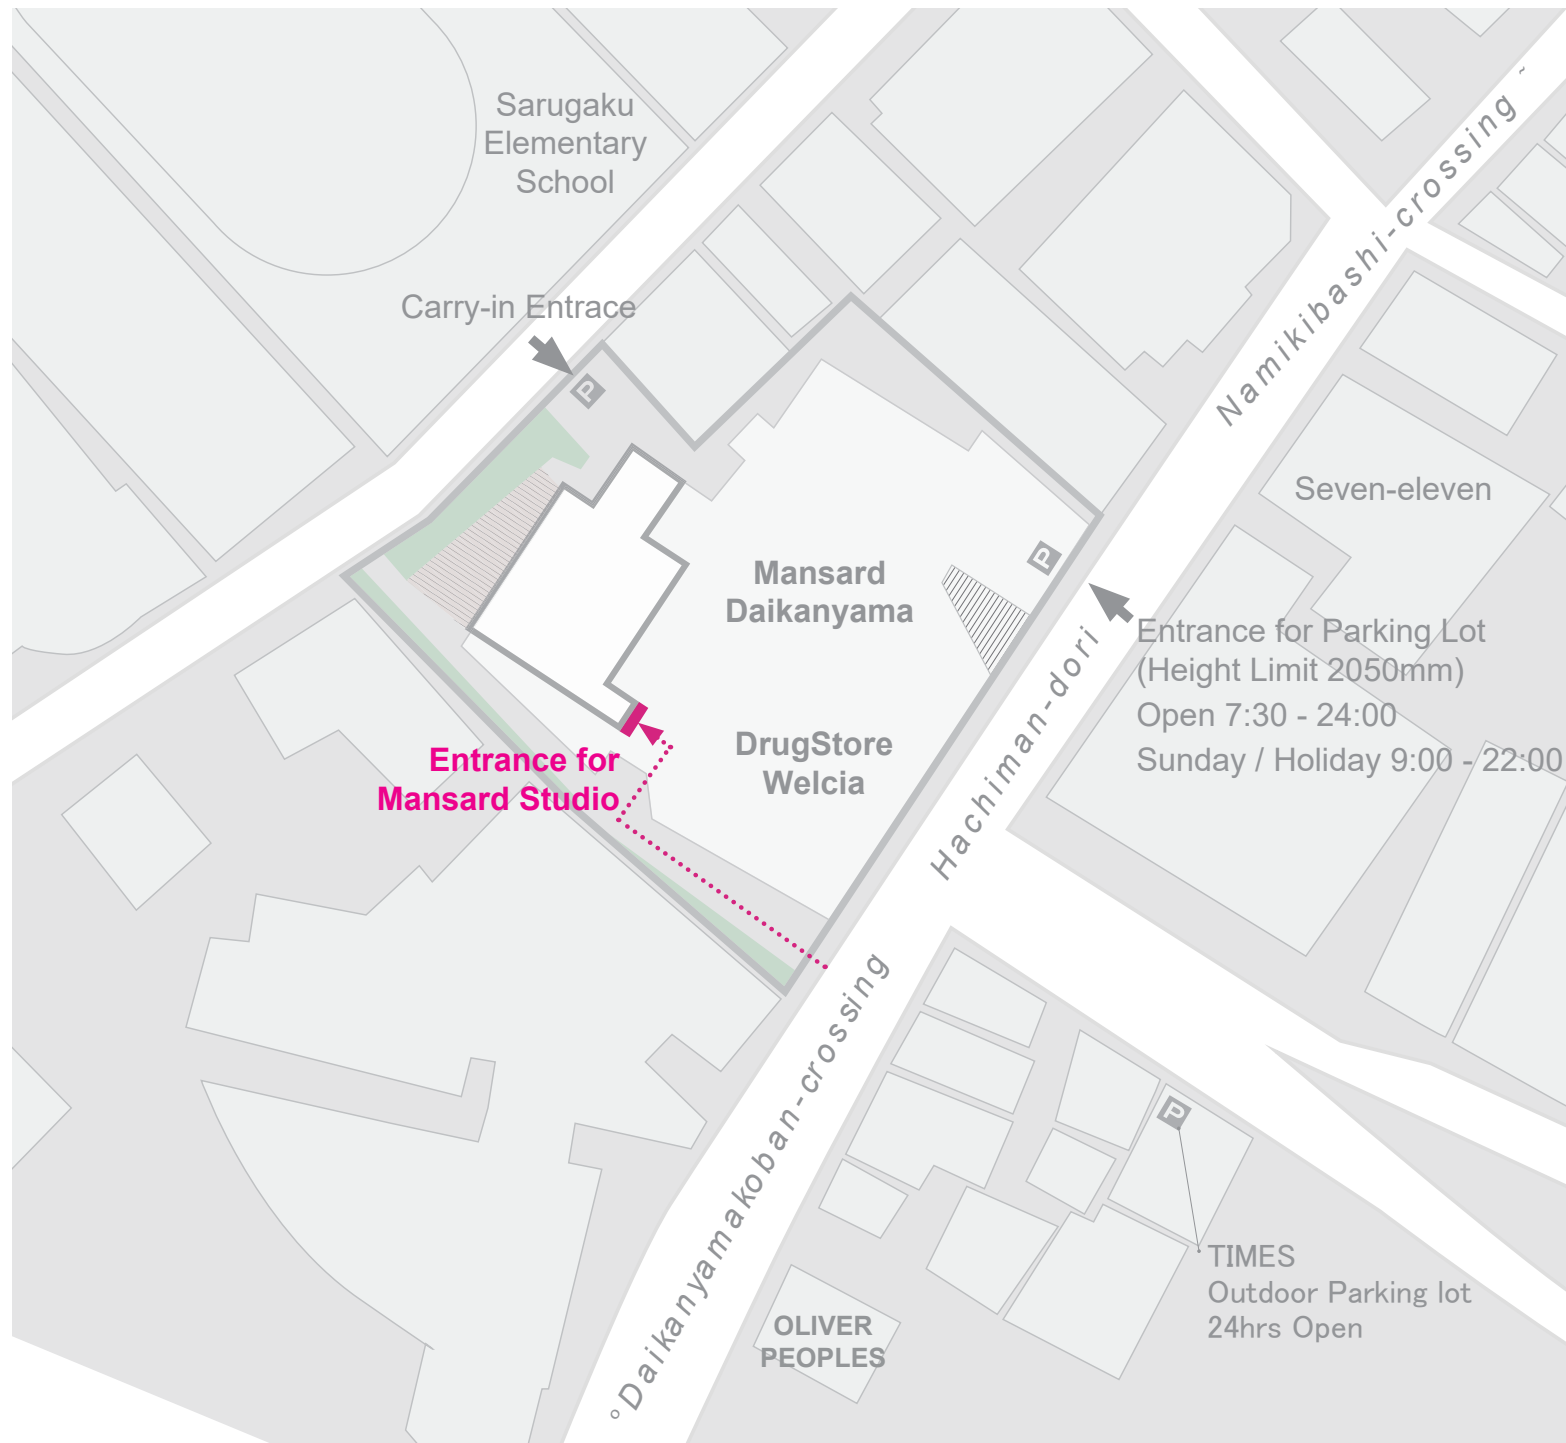 Sarugaku
Elementary
School
Carry-in Entrace
P
Namikibashi-crossing ~
Seven-eleven
Mansard
Daikanyama
P
Entrance for Parking Lot
(Height Limit 2050mm)
Open 7:30 - 24:00
Sunday / Holiday 9:00 - 22:00
Hachiman-dori
DrugStore
Welcia
Entrance for
Mansard Studio
°Daikanyamakoban-crossing
P
TIMES
Outdoor Parking lot
24hrs Open
OLIVER
PEOPLES